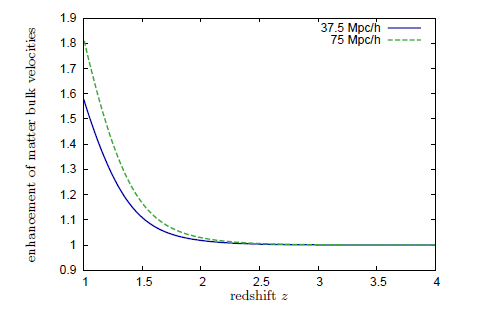 1.9
1.8
1.7
1.6
1.5
1.4
1.3
1.2
1.1
1
0.9
enhancement of matter bulk velocities
37.5 Mpc/h
75 Mpc/h
1 1.5 2 2.5 3 3.5 4
redshift z